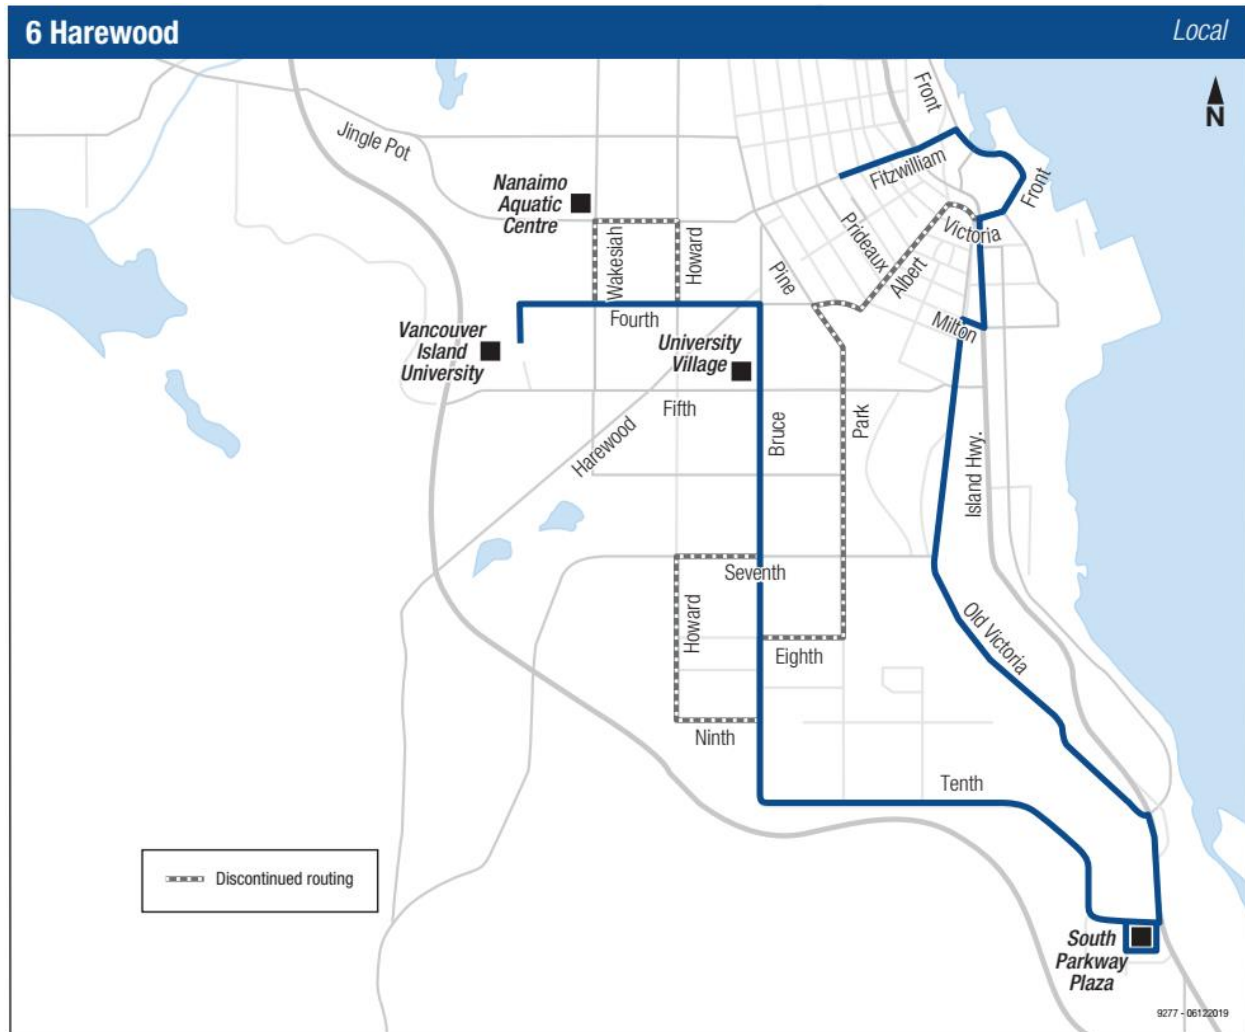 6 Harewood
Local
N
Front
Jingle Pot
Fitzwilliam
Nanaimo
Aquatic
Centre
Front
Wakesiah
Howard
Prideaux
Victoria
Pine
Albert
Fourth
Milton
Vancouver
Island
University
University
Village
Fifth
Park
Bruce
Harewood
Island Hwy.
Seventh
Howard
Old Victoria
Eighth
Ninth
Tenth
Discontinued routing
South
Parkway
Plaza
9277 - 06122019